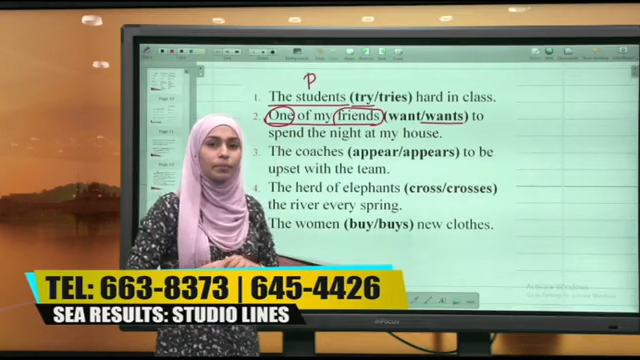 P
1. The students (try/tries) hard in class.
2. One of my friends (want/wants) to
spend the night at my house.
3. The coaches (appear/appears) to be
upset with the team.
4. The herd of elephants (cross/crosses)
the river every spring.
The women (buy/buys) new clothes.
Activate Windows
TEL: 663-8373 | 645-4426
SEA RESULTS: STUDIO LINES
INFOCUS